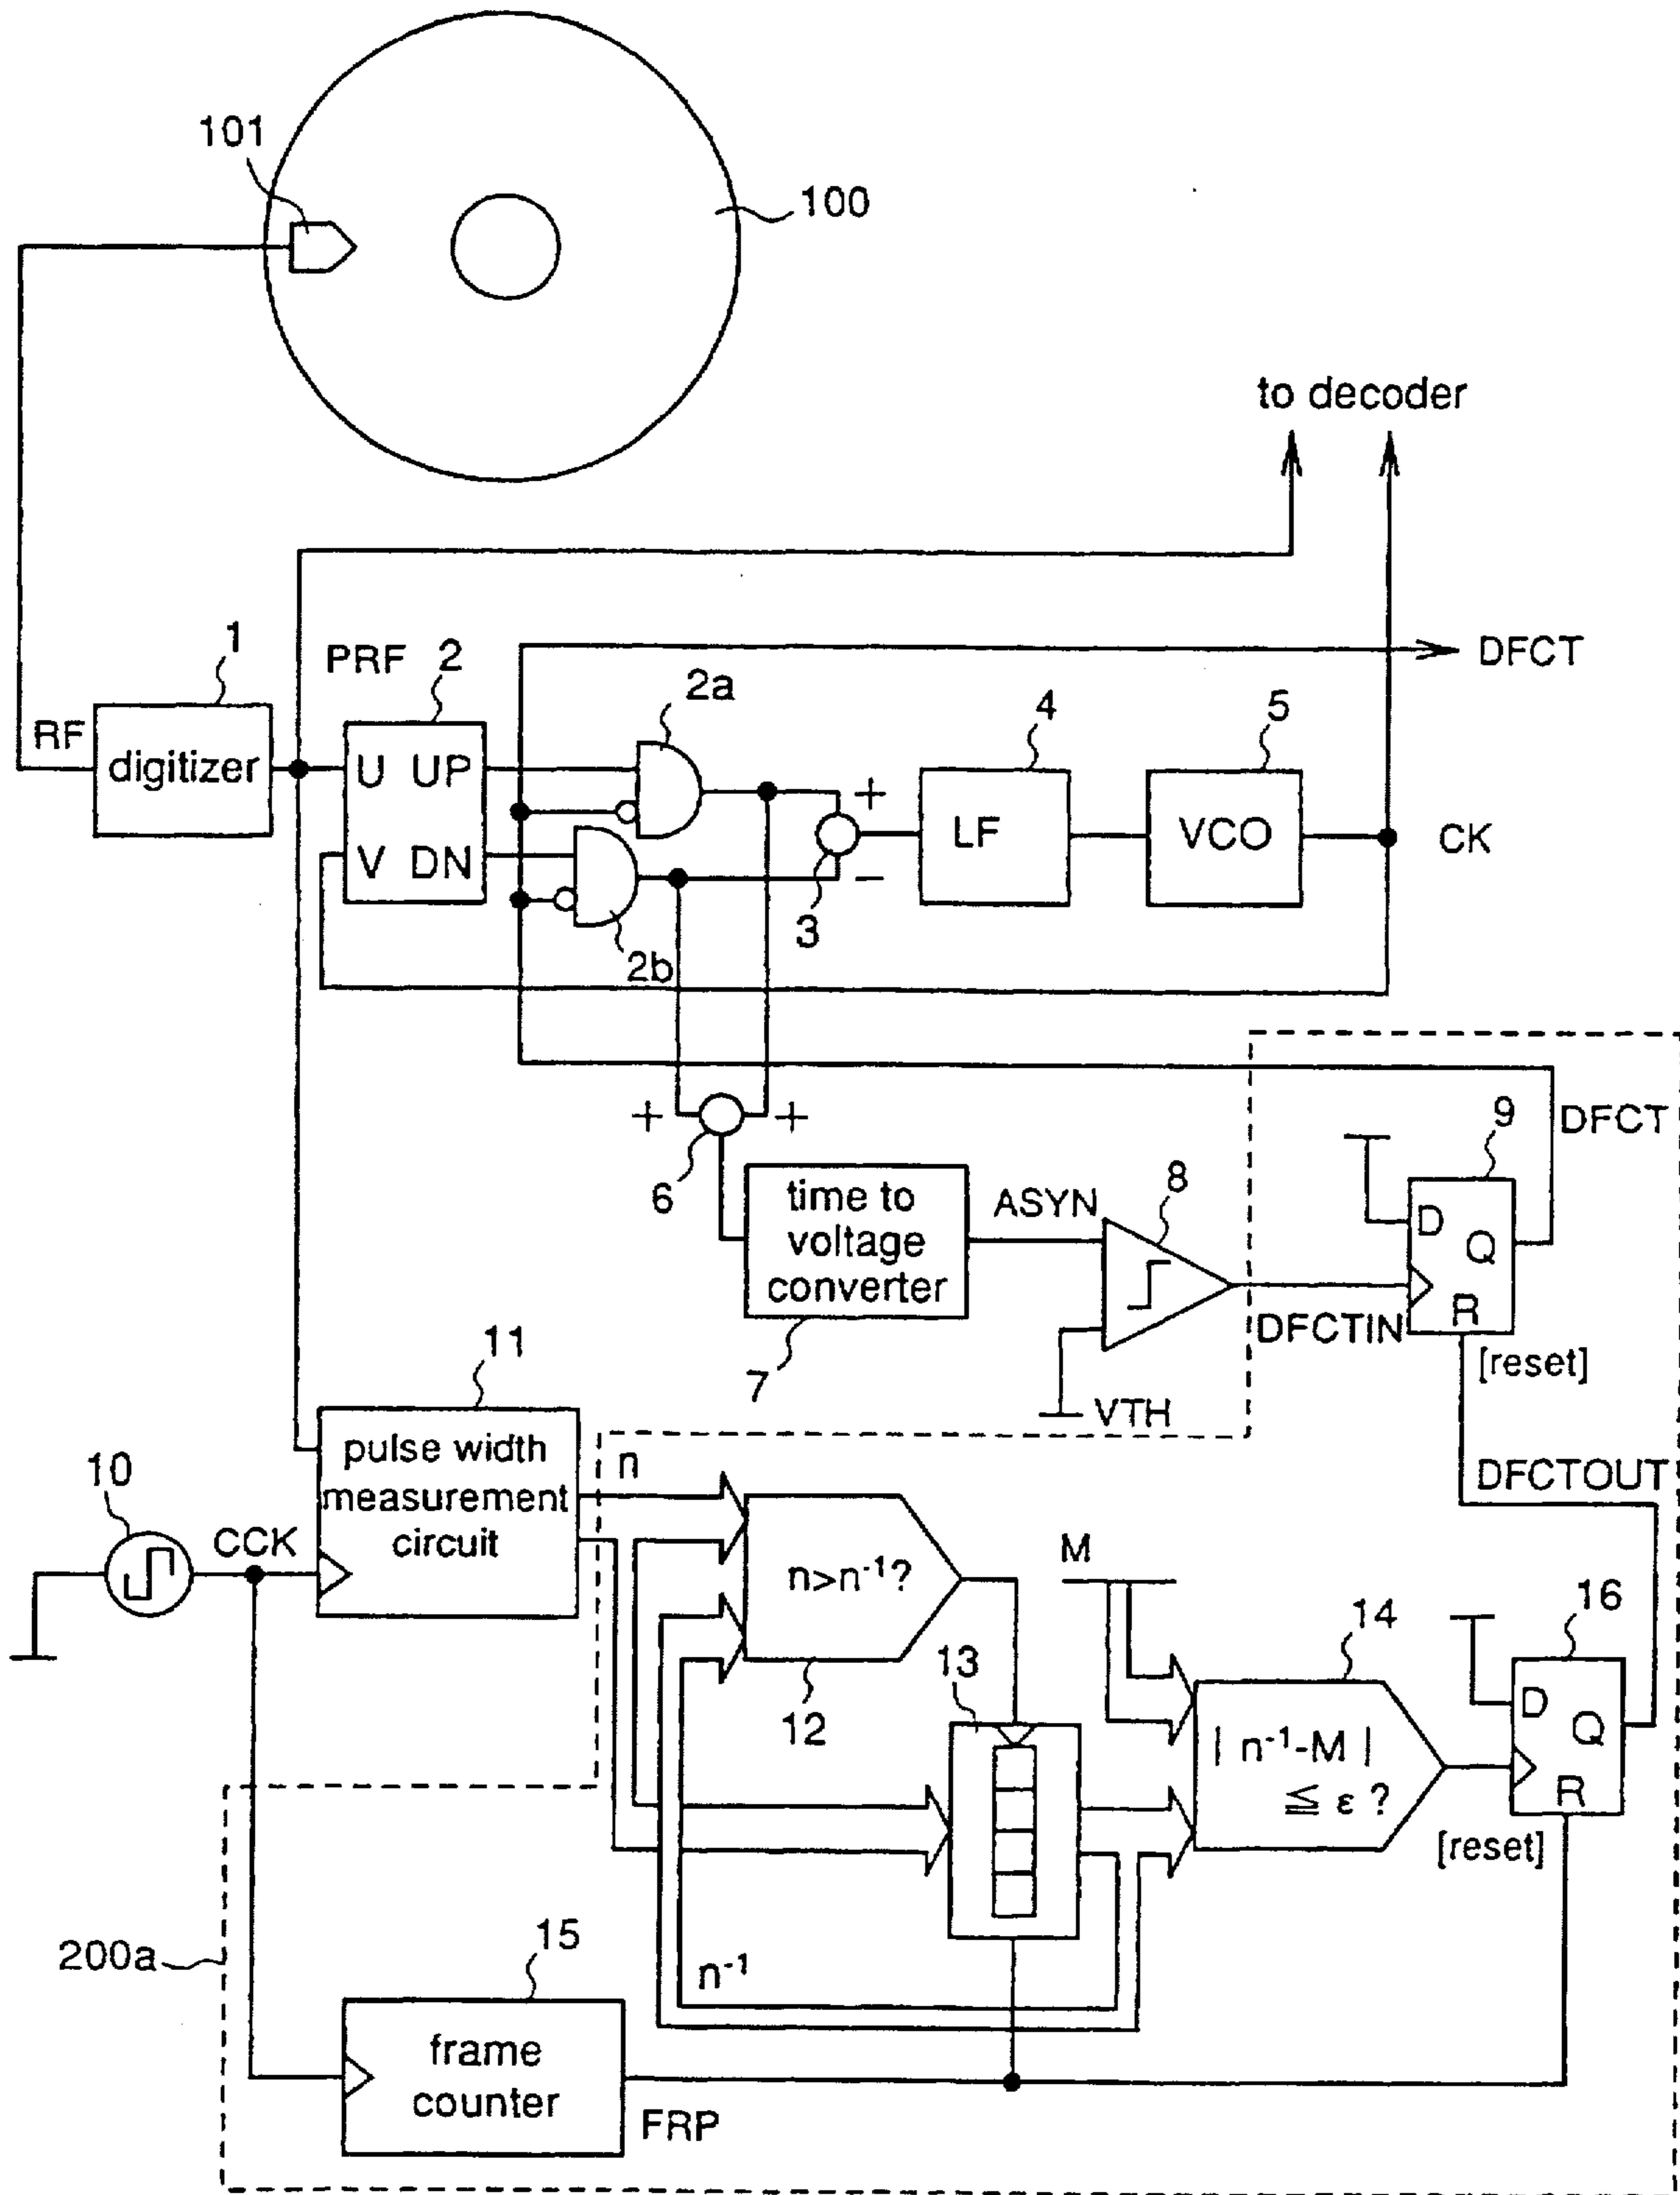 101
100
to decoder
1
PRF
2
DFCT
2a
4
5
RF
digitizer
U UP
+
LF
VCO
CK
V DN
−
3
2b
DFCT
9
+ +
6
time to
voltage
converter
ASYN
8
D
Q
R
7
DFCTIN
[reset]
VTH
11
pulse width
measurement
circuit
n
DFCTOUT
10
CCK
n>n-1?
M
16
14
13
12
D
Q
R
| n-1-M |
≦ ε ?
[reset]
200a
15
n-1
frame
counter
FRP